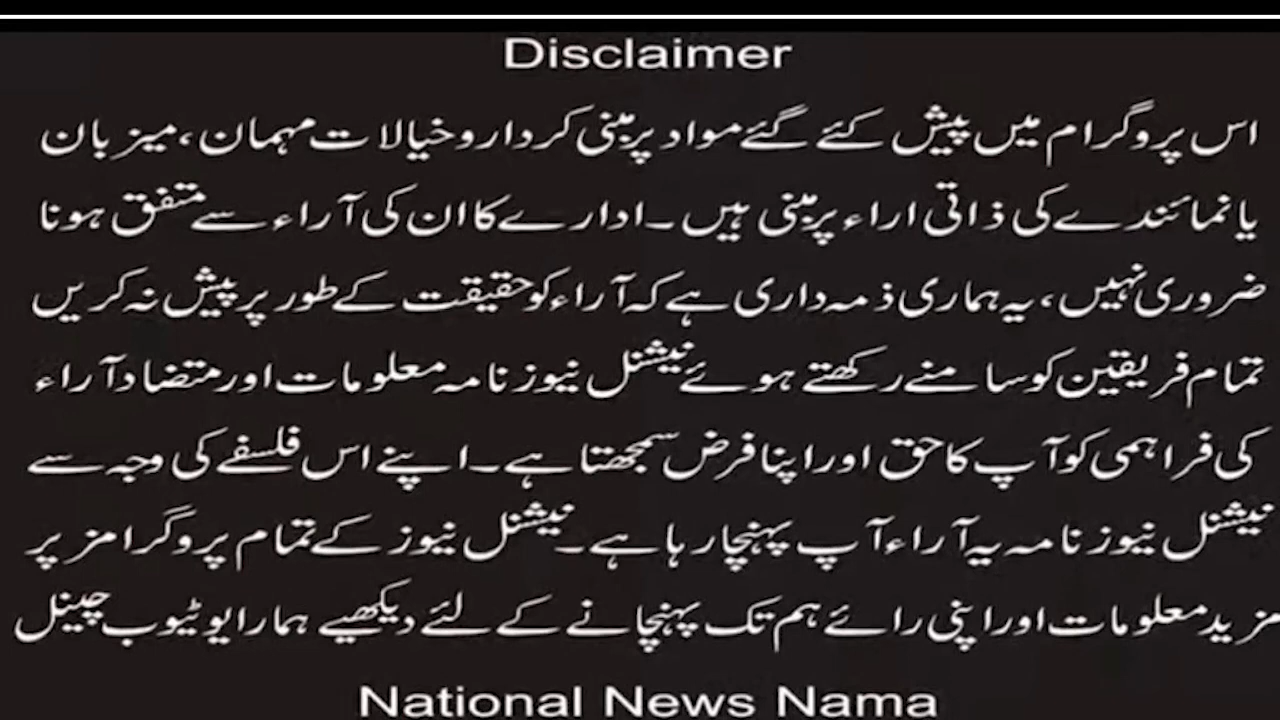 Disclaimer
اس پروگرام میں پیش کئے گئے مواد پر مبنی کردار و خیالات مہمان، میزبان
یا نمائندے کی ذاتی اراء پر مبنی ہیں۔ ادارے کا ان کی آراء سے متفق ہونا
ضروری نہیں، یہ ہماری ذمہ داری ہے کہ آراء کو حقیقت کے طور پر پیش نہ کریں
تمام فریقین کو سامنے رکھتے ہوئے نیشنل نیوز نامہ معلومات اور متضاد آراء
کی فراہمی کو آپ کا حق اور اپنا فرض سمجھتا ہے۔ اپنے اس فلسفے کی وجہ سے
نیشنل نیوز نامہ یہ آراء آپ پہنچا رہا ہے۔ نیشنل نیوز کے تمام پروگرامز پر
مزید معلومات اور اپنی رائے ہم تک پہنچانے کے لئے دیکھیے ہمارا یوٹیوب چینل
National News Nama